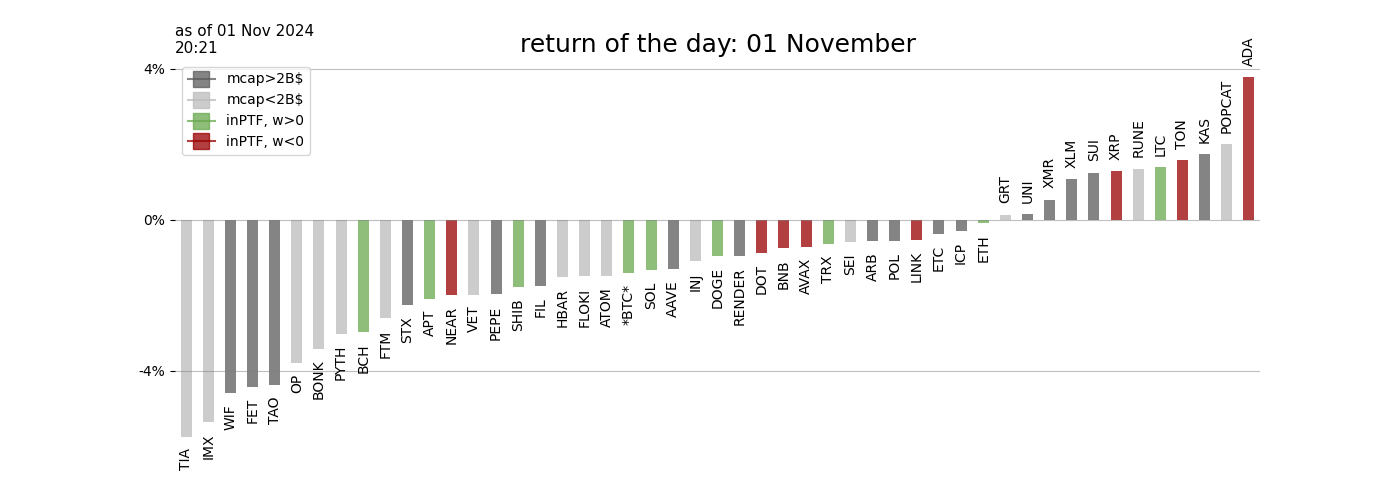 as of 01 Nov 2024
20:21
return of the day: 01 November
4%
0%
-4%
mcap>2B$
mcap<2B$
inPTF, w>0
inPTF, w<0
TIA
IMX
WIF
FET
TAO
OP
BONK
PYTH
BCH
FTM
STX
APT
NEAR
VET
PEPE
SHIB
FIL
HBAR
FLOKI
ATOM
*BTC*
SOL
AAVE
INJ
DOGE
RENDER
DOT
BNB
AVAX
TRX
SEI
ARB
POL
LINK
ETC
ICP
ETH
GRT
UNI
XMR
XLM
SUI
XRP
RUNE
LTC
TON
KAS
POPCAT
ADA